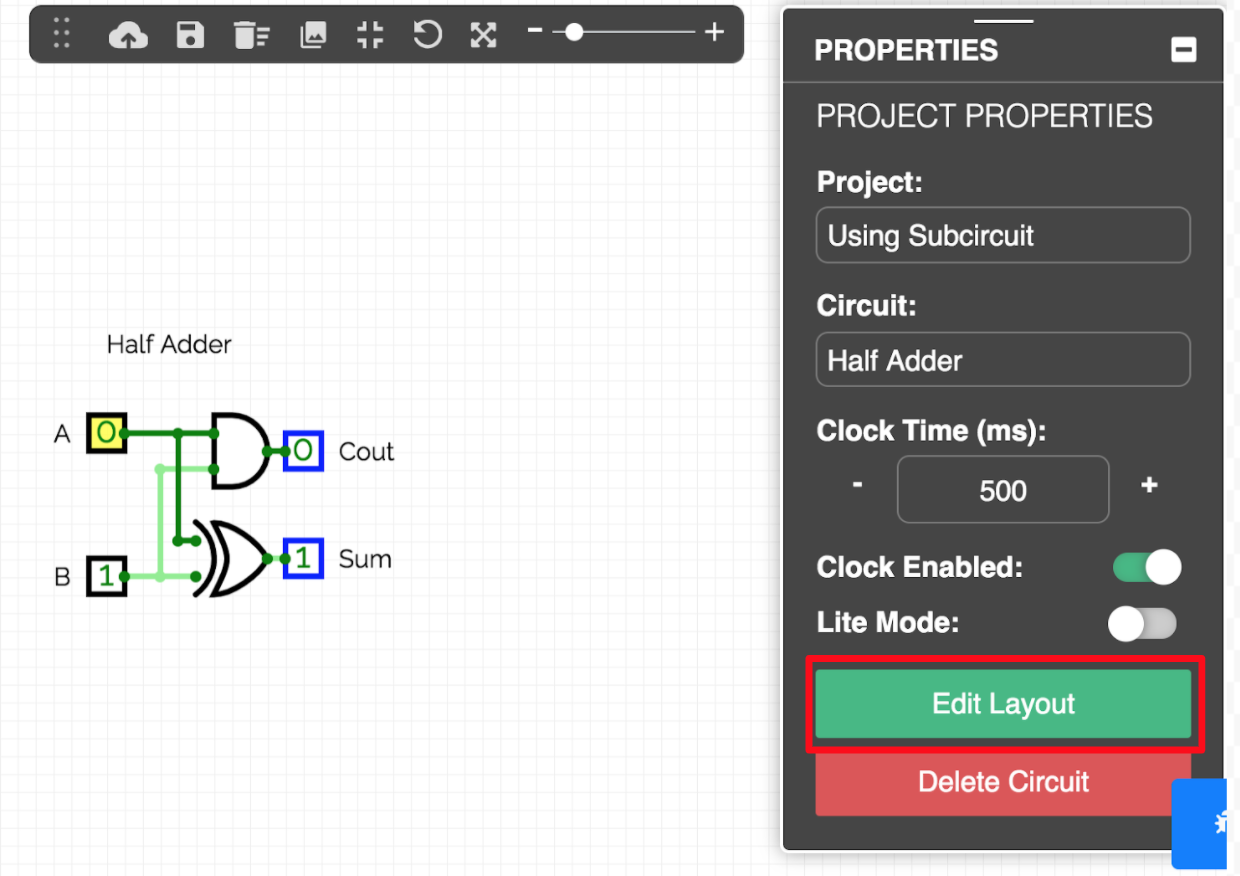 PROPERTIES
PROJECT PROPERTIES
Project:
Using Subcircuit
Circuit:
Half Adder
Clock Time (ms):
- 500 +
Clock Enabled:
Lite Mode:
Edit Layout
Delete Circuit
Half Adder
A 0 0 Cout
B 1 1 Sum